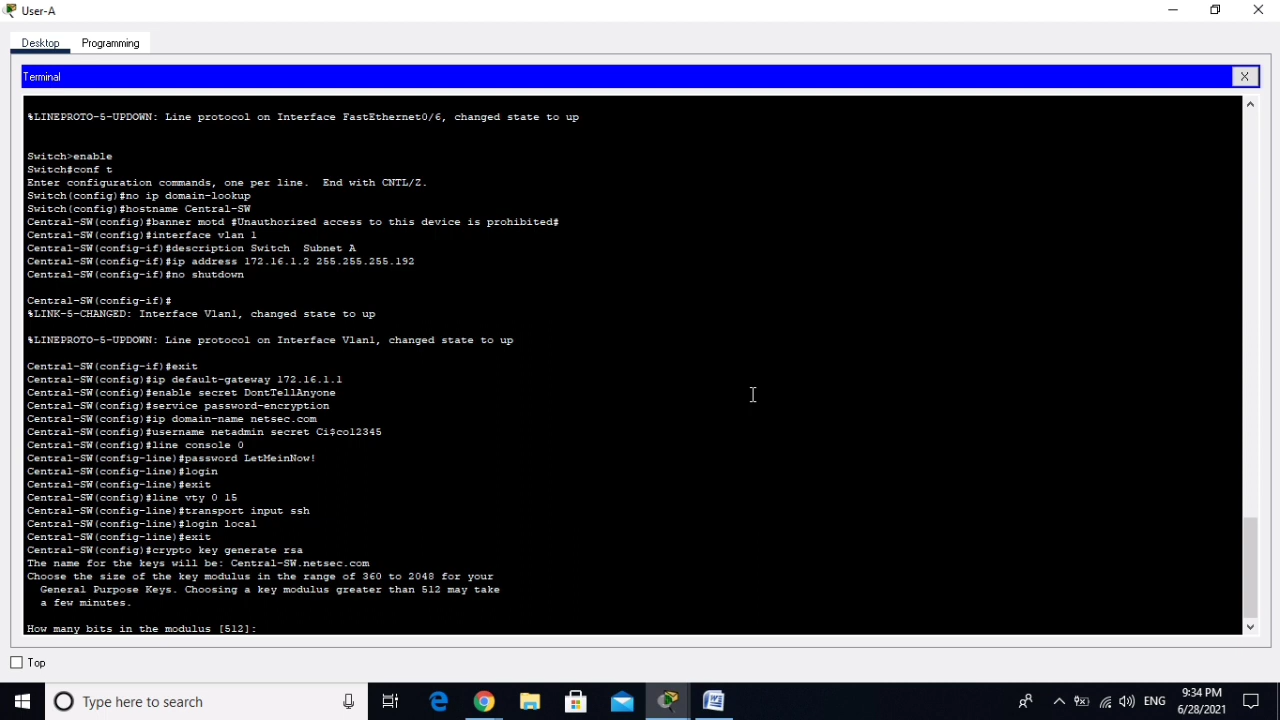 User-A
Desktop Programming
Terminal X
%LINEPROTO-5-UPDOWN: Line protocol on Interface FastEthernet0/6, changed state to up
Switch>enable
Switch#conf t
Enter configuration commands, one per line.  End with CNTL/Z.
Switch(config)#no ip domain-lookup
Switch(config)#hostname Central-SW
Central-SW(config)#banner motd #Unauthorized access to this device is prohibited#
Central-SW(config)#interface vlan 1
Central-SW(config-if)#description Switch  Subnet A
Central-SW(config-if)#ip address 172.16.1.2 255.255.255.192
Central-SW(config-if)#no shutdown
Central-SW(config-if)#
%LINK-5-CHANGED: Interface Vlan1, changed state to up
%LINEPROTO-5-UPDOWN: Line protocol on Interface Vlan1, changed state to up
Central-SW(config-if)#exit
Central-SW(config)#ip default-gateway 172.16.1.1
Central-SW(config)#enable secret DontTellAnyone
Central-SW(config)#service password-encryption
Central-SW(config)#ip domain-name netsec.com
Central-SW(config)#username netadmin secret Ci$co12345
Central-SW(config)#line console 0
Central-SW(config-line)#password LetMeinNow!
Central-SW(config-line)#login
Central-SW(config-line)#exit
Central-SW(config)#line vty 0 15
Central-SW(config-line)#transport input ssh
Central-SW(config-line)#login local
Central-SW(config-line)#exit
Central-SW(config)#crypto key generate rsa
The name for the keys will be: Central-SW.netsec.com
Choose the size of the key modulus in the range of 360 to 2048 for your
General Purpose Keys. Choosing a key modulus greater than 512 may take
a few minutes.
How many bits in the modulus [512]:
Top
Type here to search
ENG
9:34 PM
6/28/2021